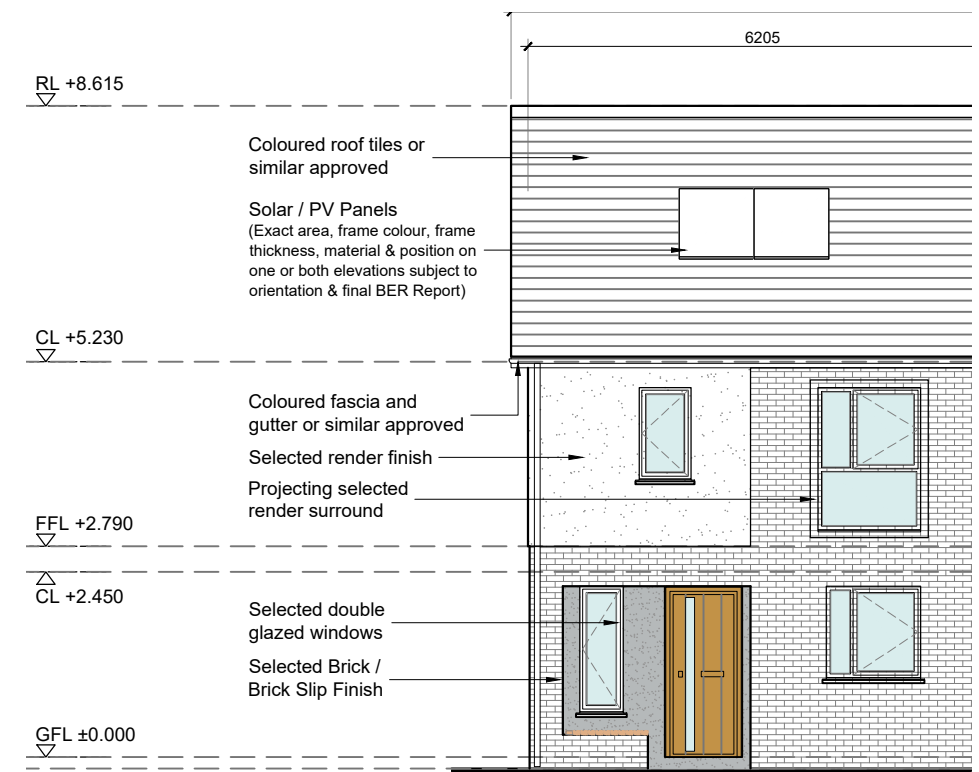 6205
RL +8.615
Coloured roof tiles or
similar approved
Solar / PV Panels
(Exact area, frame colour, frame
thickness, material & position on
one or both elevations subject to
orientation & final BER Report)
CL +5.230
Coloured fascia and
gutter or similar approved
Selected render finish
Projecting selected
render surround
FFL +2.790
CL +2.450
Selected double
glazed windows
Selected Brick /
Brick Slip Finish
GFL ±0.000